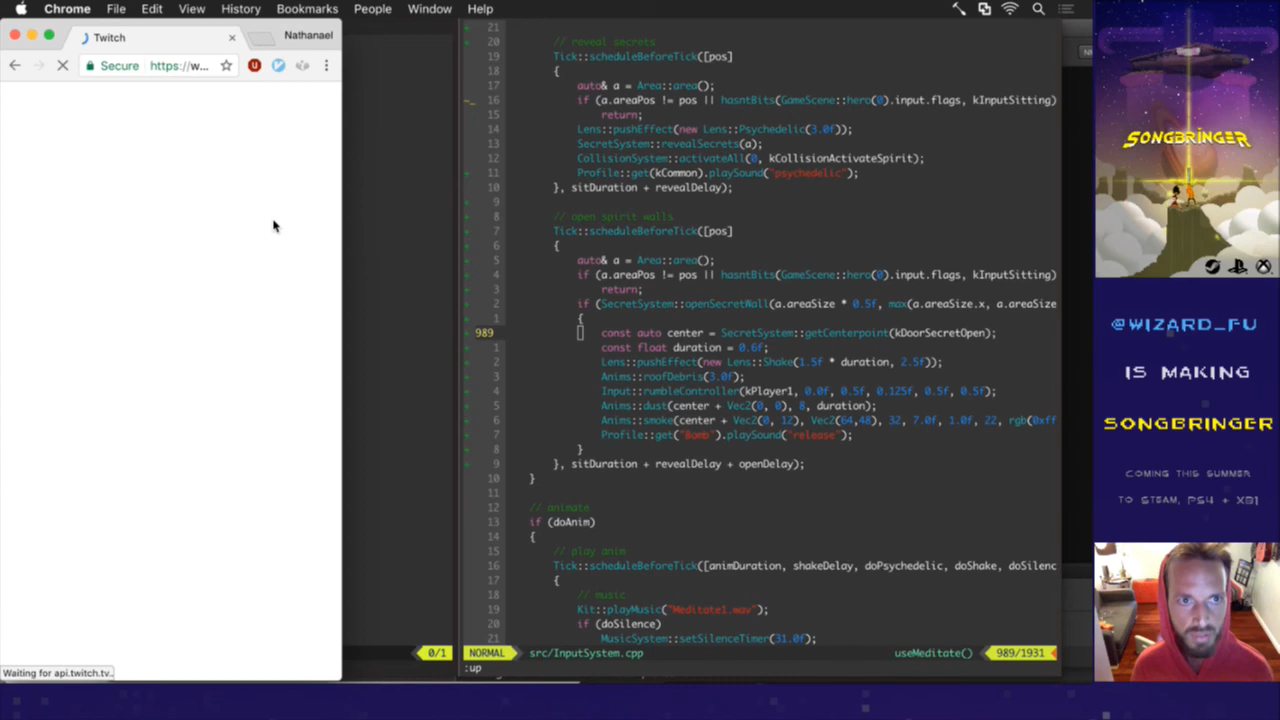 Chrome File Edit View History Bookmarks People Window Help
Twitch
Nathanael
Secure https://w...
Waiting for api.twitch.tv...
21
20 // reveal secrets
19 Tick::scheduleBeforeTick([pos]
18 {
17 auto& a = Area::area();
16 if (a.areaPos != pos || hasntBits(GameScene::hero(0).input.flags, kInputSitting)
15 return;
14 Lens::pushEffect(new Lens::Psychedelic(3.0f));
13 SecretSystem::revealSecrets(a);
12 CollisionSystem::activateAll(0, kCollisionActivateSpirit);
11 Profile::get(kCommon).playSound("psychedelic");
10 }, sitDuration + revealDelay);
9
8 // open spirit walls
7 Tick::scheduleBeforeTick([pos]
6 {
5 auto& a = Area::area();
4 if (a.areaPos != pos || hasntBits(GameScene::hero(0).input.flags, kInputSitting)
3 return;
2 if (SecretSystem::openSecretWall(a.areaSize * 0.5f, max(a.areaSize.x, a.areaSize
1 {
989 const auto center = SecretSystem::getCenterpoint(kDoorSecretOpen);
1 const float duration = 0.6f;
2 Lens::pushEffect(new Lens::Shake(1.5f * duration, 2.5f));
3 Anims::roofDebris(3.0f);
4 Input::rumbleController(kPlayer1, 0.0f, 0.5f, 0.125f, 0.5f, 0.5f);
5 Anims::dust(center + Vec2(0, 0), 8, duration);
6 Anims::smoke(center + Vec2(0, 12), Vec2(64,48), 32, 7.0f, 1.0f, 22, rgb(0xff
7 Profile::get("Bomb").playSound("release");
8 }
9 }, sitDuration + revealDelay + openDelay);
10 }
11
12 // animate
13 if (doAnim)
14 {
15 // play anim
16 Tick::scheduleBeforeTick([animDuration, shakeDelay, doPsychedelic, doShake, doSilenc
17 {
18 // music
19 Kit::playMusic("Meditate1.wav");
20 if (doSilence)
21 MusicSystem::setSilenceTimer(31.0f);
0/1 NORMAL src/InputSystem.cpp useMeditate() 989/1931
:up
SONGBRINGER
@WIZARD_FU
IS MAKING
SONGBRINGER
COMING THIS SUMMER
TO STEAM, PS4 + XB1